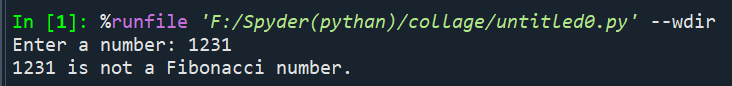 In [1]: %runfile 'F:/Spyder(pythan)/collage/untitled0.py' --wdir
Enter a number: 1231
1231 is not a Fibonacci number.